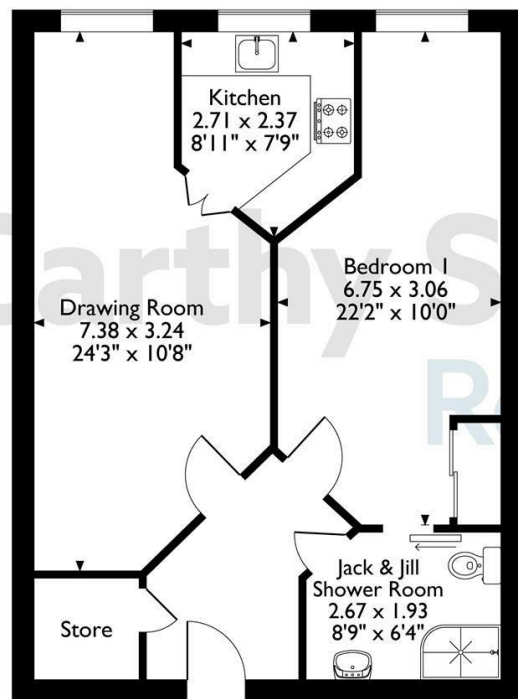 Kitchen
2.71 x 2.37
8'11" x 7'9"
Carthy S
Bedroom 1
6.75 x 3.06
22'2" x 10'0"
Drawing Room
7.38 x 3.24
24'3" x 10'8"
Re
Jack & Jill
Shower Room
2.67 x 1.93
8'9" x 6'4"
Store